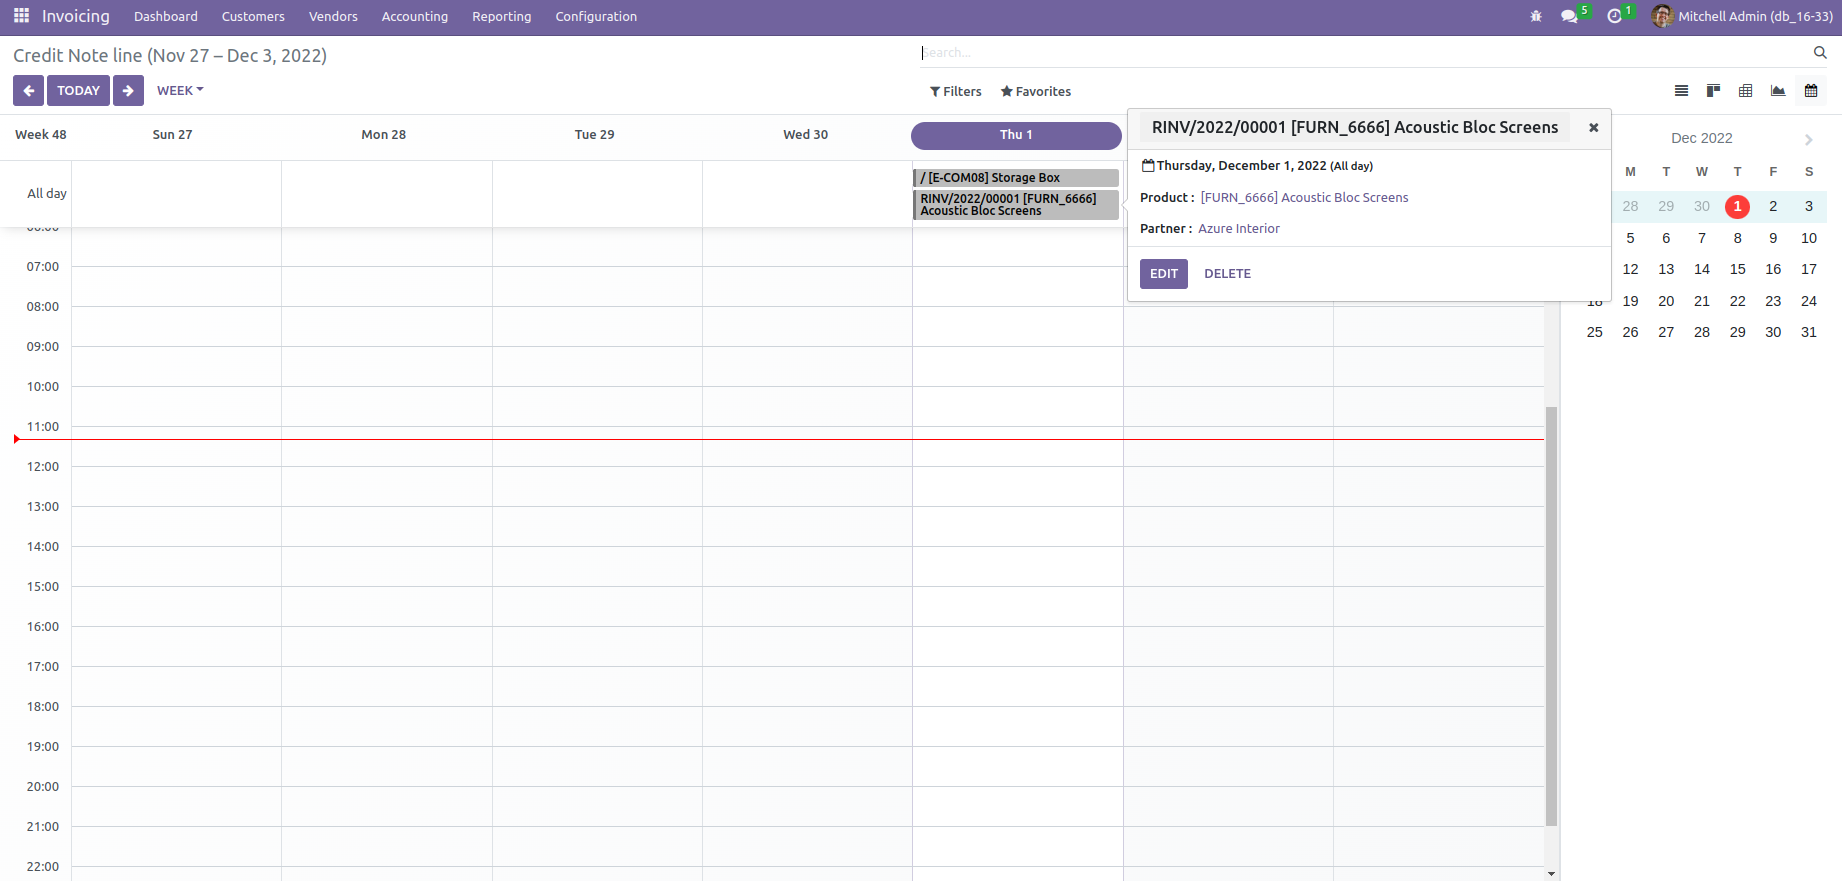 Invoicing Dashboard Customers Vendors Accounting Reporting Configuration 5 1 Mitchell Admin (db_16-33)
Credit Note line (Nov 27 – Dec 3, 2022)
Search...
TODAY WEEK
Filters Favorites
Week 48 Sun 27 Mon 28 Tue 29 Wed 30 Thu 1
All day
/ [E-COM08] Storage Box
RINV/2022/00001 [FURN_6666]
Acoustic Bloc Screens
RINV/2022/00001 [FURN_6666] Acoustic Bloc Screens
Thursday, December 1, 2022 (All day)
Product : [FURN_6666] Acoustic Bloc Screens
Partner : Azure Interior
EDIT DELETE
Dec 2022
M T W T F S
28 29 30 1 2 3
5 6 7 8 9 10
12 13 14 15 16 17
18 19 20 21 22 23 24
25 26 27 28 29 30 31
06:00
07:00
08:00
09:00
10:00
11:00
12:00
13:00
14:00
15:00
16:00
17:00
18:00
19:00
20:00
21:00
22:00